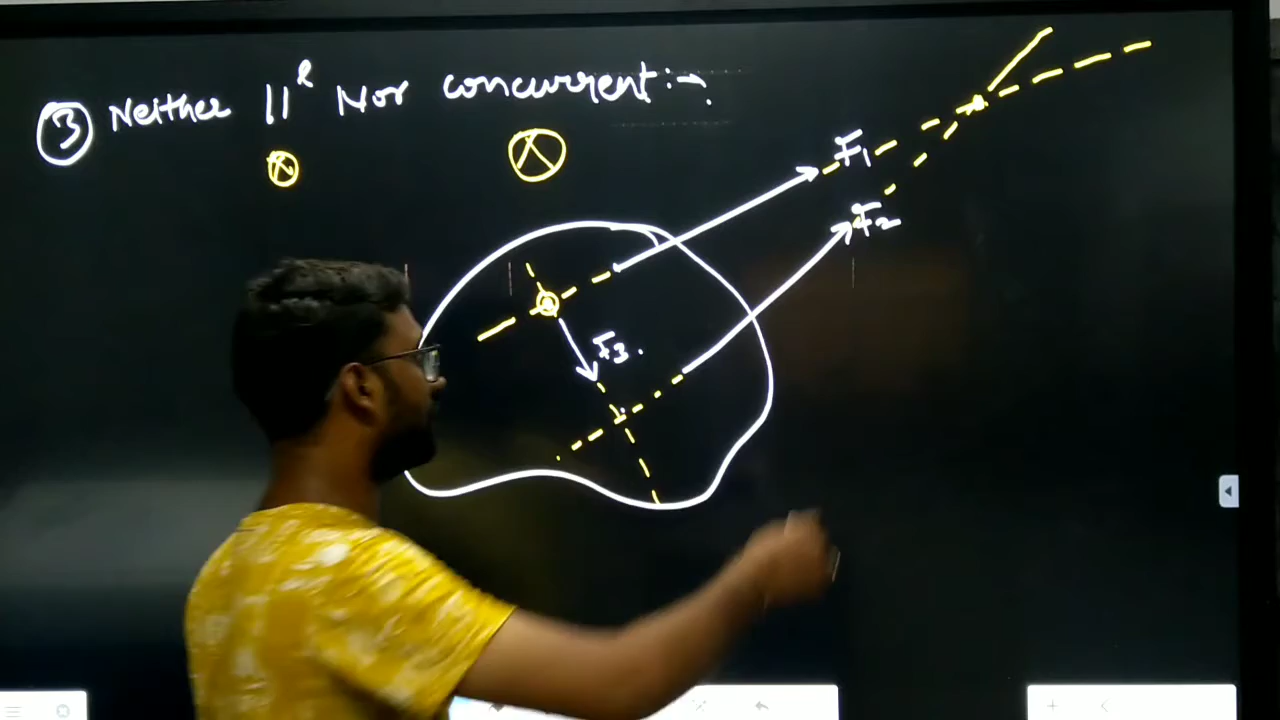 ③ Neither ||ˡ Nor concurrent :→
F₁
F₂
F₃.